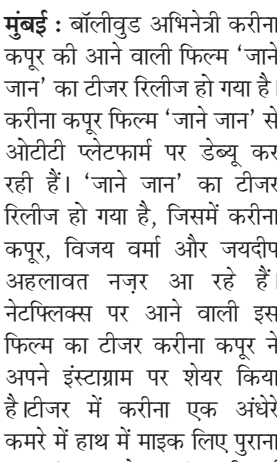 मुंबई : बॉलीवुड अभिनेत्री करीना
कपूर की आने वाली फिल्म ‘जाने
जान’ का टीजर रिलीज हो गया है।
करीना कपूर फिल्म ‘जाने जान’ से
ओटीटी प्लेटफार्म पर डेब्यू कर
रही हैं। ‘जाने जान’ का टीजर
रिलीज हो गया है, जिसमें करीना
कपूर, विजय वर्मा और जयदीप
अहलावत नज़र आ रहे हैं।
नेटफ्लिक्स पर आने वाली इस
फिल्म का टीजर करीना कपूर ने
अपने इंस्टाग्राम पर शेयर किया
है।टीजर में करीना एक अंधेरे
कमरे में हाथ में माइक लिए पुराना